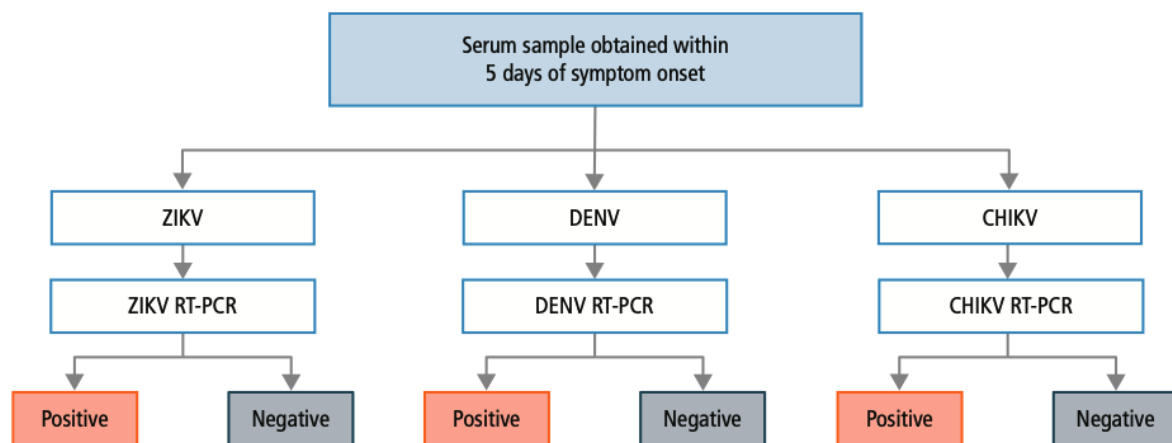 Serum sample obtained within
5 days of symptom onset
ZIKV
DENV
CHIKV
ZIKV RT-PCR
DENV RT-PCR
CHIKV RT-PCR
Positive
Negative
Positive
Negative
Positive
Negative